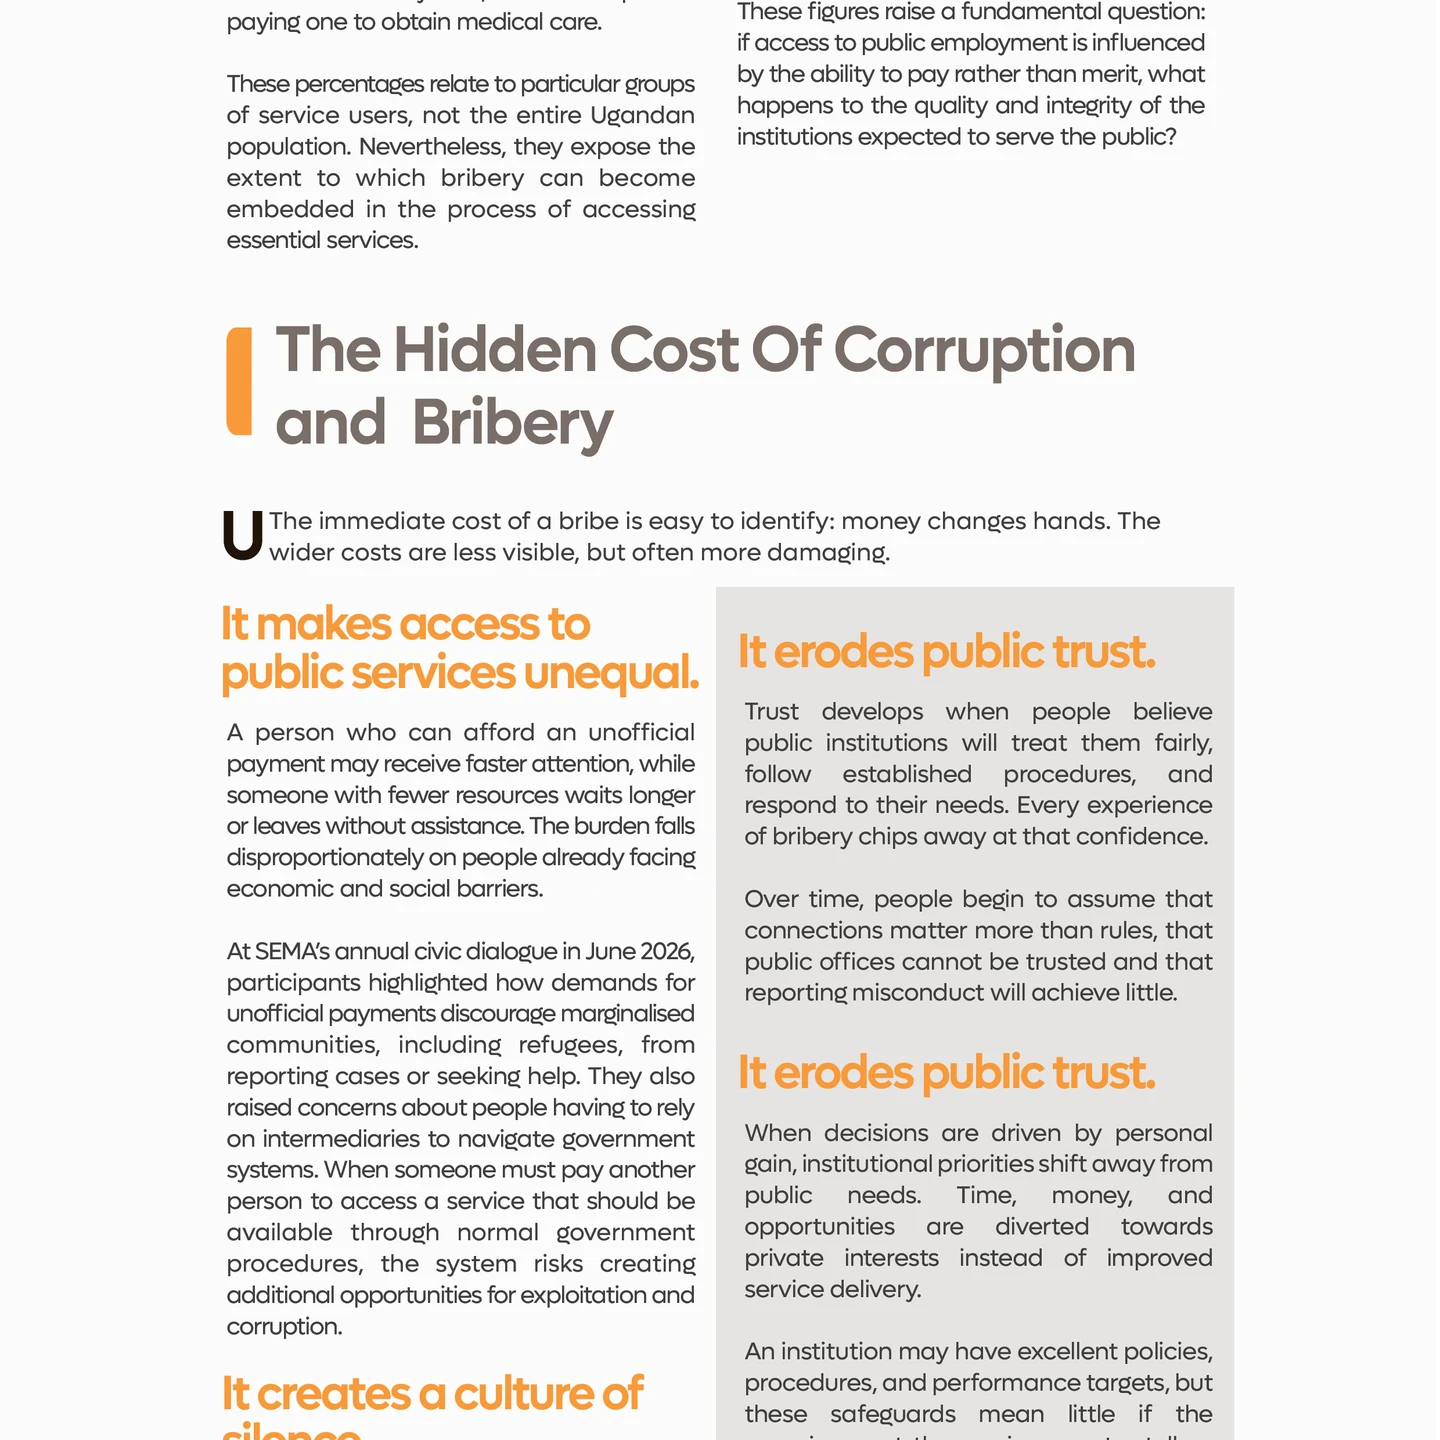 paying one to obtain medical care.
These percentages relate to particular groups
of service users, not the entire Ugandan
population. Nevertheless, they expose the
extent to which bribery can become
embedded in the process of accessing
essential services.
These figures raise a fundamental question:
if access to public employment is influenced
by the ability to pay rather than merit, what
happens to the quality and integrity of the
institutions expected to serve the public?
The Hidden Cost Of Corruption
and Bribery
U
The immediate cost of a bribe is easy to identify: money changes hands. The
wider costs are less visible, but often more damaging.
It makes access to
public services unequal.
A person who can afford an unofficial
payment may receive faster attention, while
someone with fewer resources waits longer
or leaves without assistance. The burden falls
disproportionately on people already facing
economic and social barriers.
At SEMA's annual civic dialogue in June 2026,
participants highlighted how demands for
unofficial payments discourage marginalised
communities, including refugees, from
reporting cases or seeking help. They also
raised concerns about people having to rely
on intermediaries to navigate government
systems. When someone must pay another
person to access a service that should be
available through normal government
procedures, the system risks creating
additional opportunities for exploitation and
corruption.
It creates a culture of
silence
It erodes public trust.
Trust develops when people believe
public institutions will treat them fairly,
follow established procedures, and
respond to their needs. Every experience
of bribery chips away at that confidence.
Over time, people begin to assume that
connections matter more than rules, that
public offices cannot be trusted and that
reporting misconduct will achieve little.
It erodes public trust.
When decisions are driven by personal
gain, institutional priorities shift away from
public needs. Time, money, and
opportunities are diverted towards
private interests instead of improved
service delivery.
An institution may have excellent policies,
procedures, and performance targets, but
these safeguards mean little if the